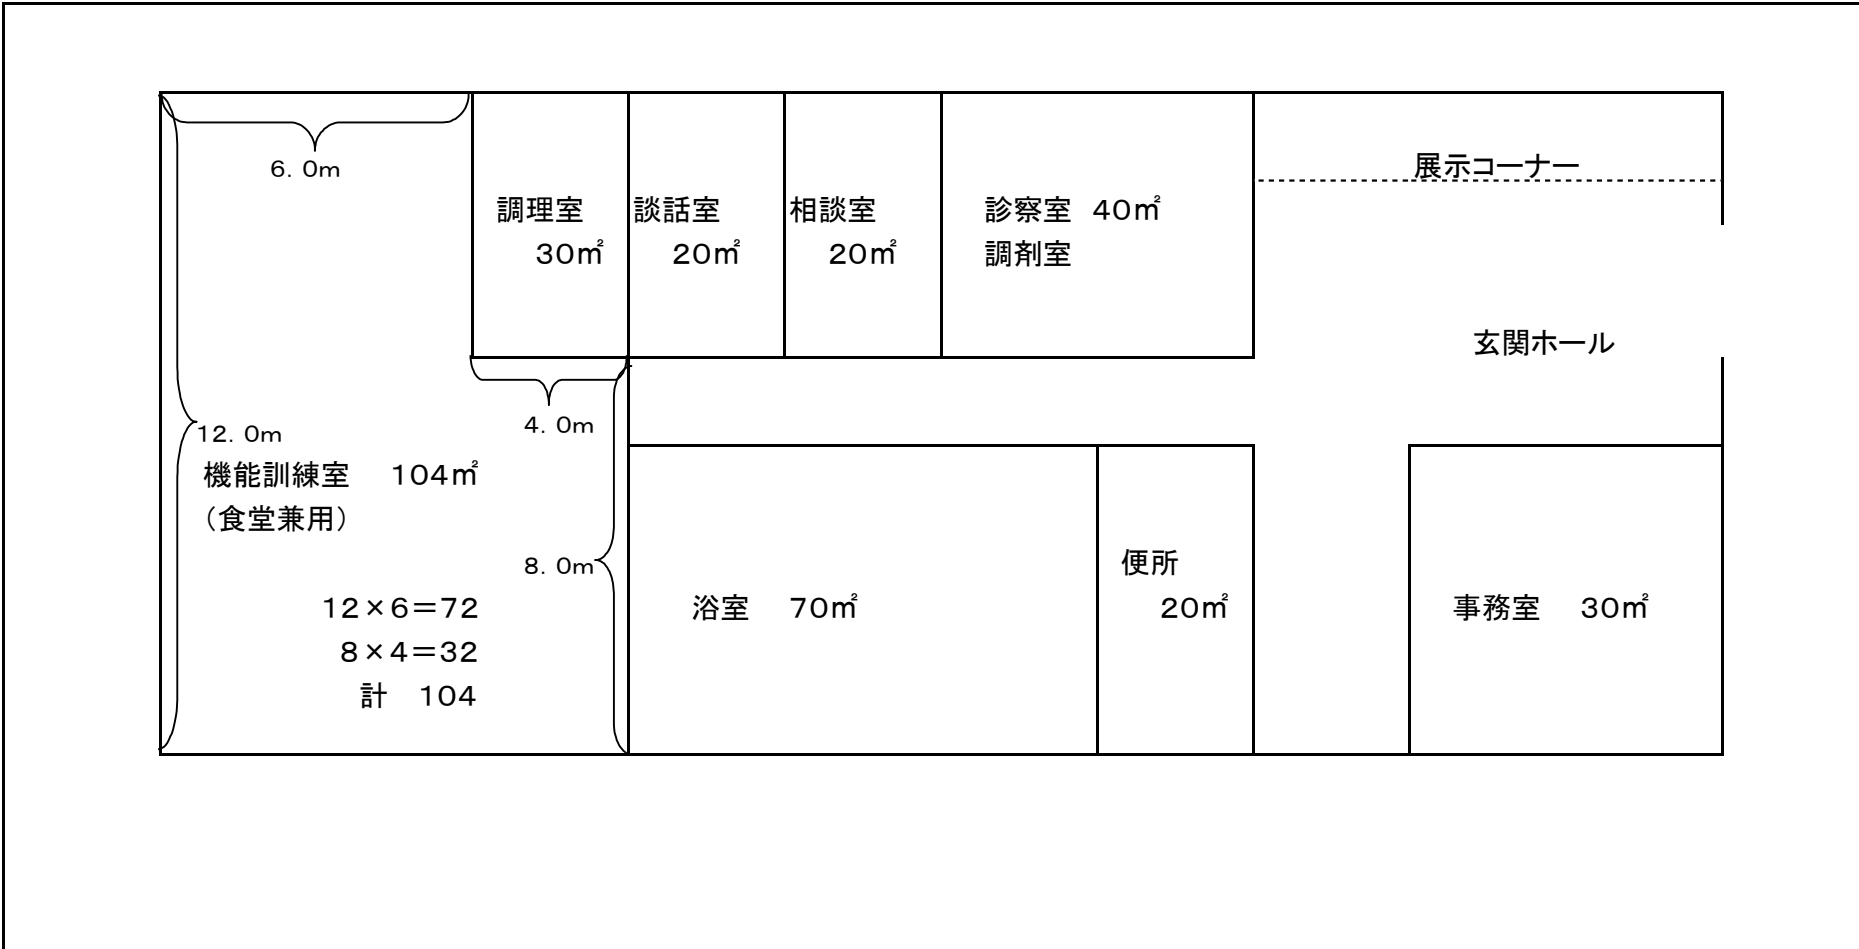 展示コーナー
6．0m
調理室
30㎡
談話室
20㎡
相談室
20㎡
診察室 40㎡
調剤室
玄関ホール
12．0m
4．0m
機能訓練室 104㎡
（食堂兼用）
8．0m
12×6＝72
8×4＝32
計 104
浴室 70㎡
便所
20㎡
事務室 30㎡